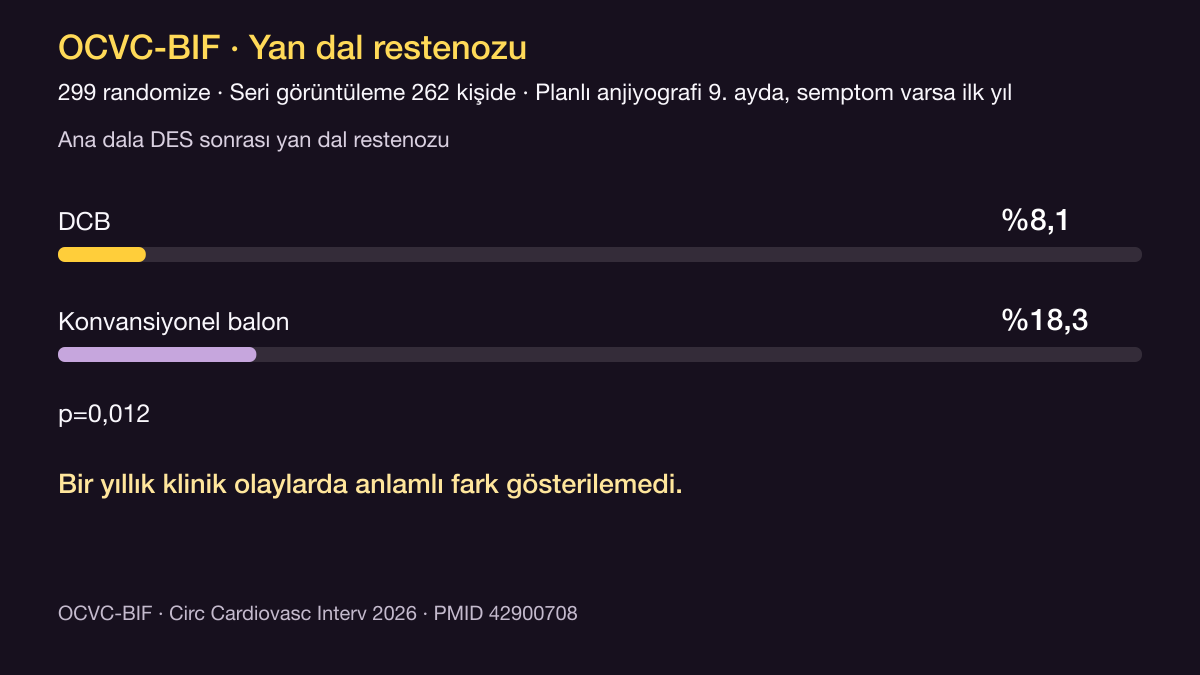 OCVC-BIF · Yan dal restenozu
299 randomize · Seri görüntüleme 262 kişide · Planlı anjiyografi 9. ayda, semptom varsa ilk yıl
Ana dala DES sonrası yan dal restenozu
DCB %8,1
Konvansiyonel balon %18,3
p=0,012
Bir yıllık klinik olaylarda anlamlı fark gösterilemedi.
OCVC-BIF · Circ Cardiovasc Interv 2026 · PMID 42900708